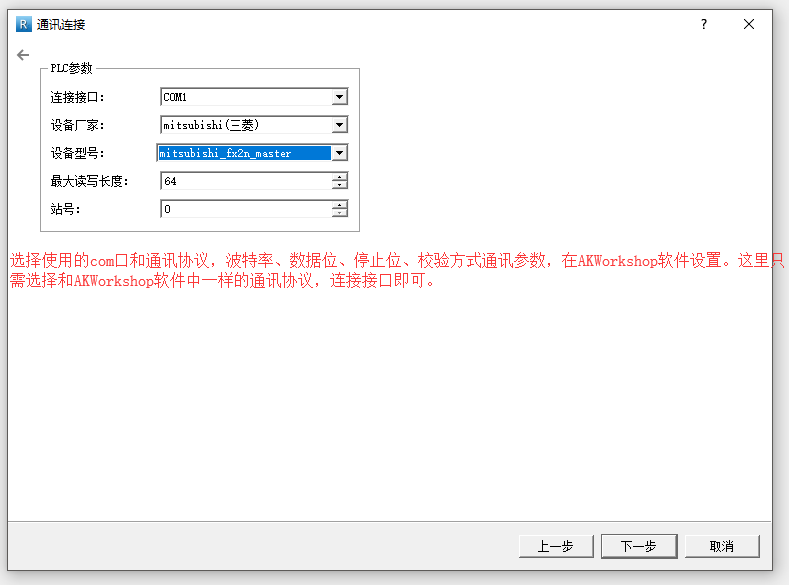 R 通讯连接
PLC参数
连接接口: COM1
设备厂家: mitsubishi(三菱)
设备型号: mitsubishi_fx2n_master
最大读写长度: 64
站号: 0
选择使用的com口和通讯协议，波特率、数据位、停止位、校验方式通讯参数，在AKWorkshop软件设置。这里只
需选择和AKWorkshop软件中一样的通讯协议，连接接口即可。
上一步 下一步 取消